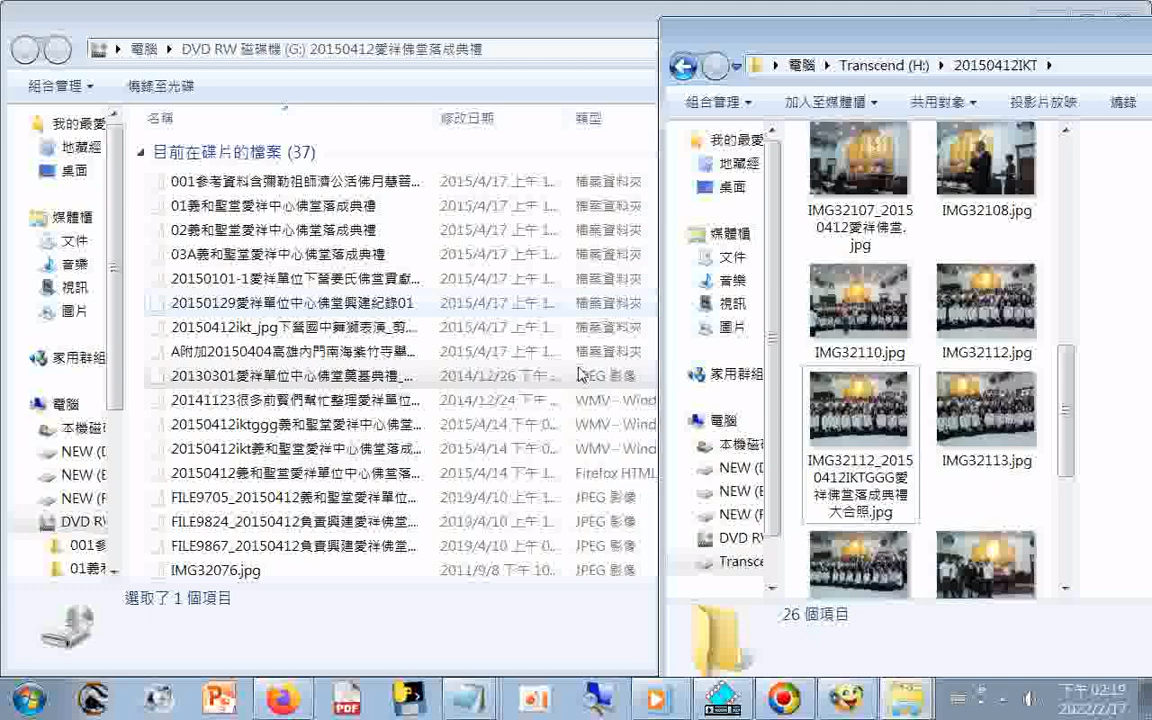 電腦 ▸ DVD RW 磁碟機 (G:) 20150412愛祥佛堂落成典禮
組合管理
燒錄至光碟
我的最愛
地藏經
桌面
媒體櫃
文件
音樂
視訊
圖片
家用群組
電腦
本機磁
NEW (D
NEW (E
NEW (F
DVD RW
001參
01義和
名稱 修改日期 類型
目前在碟片的檔案 (37)
001參考資料含彌勒祖師濟公活佛月慧菩... 2015/4/17 上午 1... 檔案資料夾
01義和聖堂愛祥中心佛堂落成典禮 2015/4/17 上午 1... 檔案資料夾
02義和聖堂愛祥中心佛堂落成典禮 2015/4/17 上午 1... 檔案資料夾
03A義和聖堂愛祥中心佛堂落成典禮 2015/4/17 上午 1... 檔案資料夾
20150101-1愛祥單位下營姜氏佛堂賈獻... 2015/4/17 上午 1... 檔案資料夾
20150129愛祥單位中心佛堂興建紀錄01 2015/4/17 上午 1... 檔案資料夾
20150412ikt_jpg下營國中舞獅表演_剪... 2015/4/17 上午 1... 檔案資料夾
A附加20150404高雄內門南海紫竹寺舉... 2015/4/17 上午 1... 檔案資料夾
20130301愛祥單位中心佛堂奠基典禮_... 2014/12/26 下午 ... JPEG 影像
20141123很多前賢們幫忙整理愛祥單位... 2014/12/24 下午 ... WMV - Wind
20150412iktggg義和聖堂愛祥中心佛堂... 2015/4/14 下午 0... WMV - Wind
20150412ikt義和聖堂愛祥中心佛堂落成... 2015/4/14 下午 0... WMV - Wind
20150412義和聖堂愛祥單位中心佛堂落... 2015/4/14 下午 1... Firefox HTML
FILE9705_20150412義和聖堂愛祥單位... 2019/4/10 上午 1... JPEG 影像
FILE9824_20150412負責興建愛祥佛堂... 2019/4/10 上午 1... JPEG 影像
FILE9867_20150412負責興建愛祥佛堂... 2019/4/10 上午 0... JPEG 影像
IMG32076.jpg 2011/9/8 下午 10... JPEG 影像
選取了 1 個項目
電腦 ▸ Transcend (H:) ▸ 20150412IKT ▸
組合管理 加入至媒體櫃 共用對象 投影片放映 燒錄
我的最愛
地藏經
桌面
媒體櫃
文件
音樂
視訊
圖片
家用群組
電腦
本機磁
NEW (D
NEW (E
NEW (F
DVD RW
Transce
IMG32107_2015
0412愛祥佛堂.
jpg
IMG32108.jpg
IMG32110.jpg
IMG32112.jpg
IMG32112_2015
0412IKTGGG愛
祥佛堂落成典禮
大合照.jpg
IMG32113.jpg
26 個項目
PDF
下午 02:19
2022/2/17